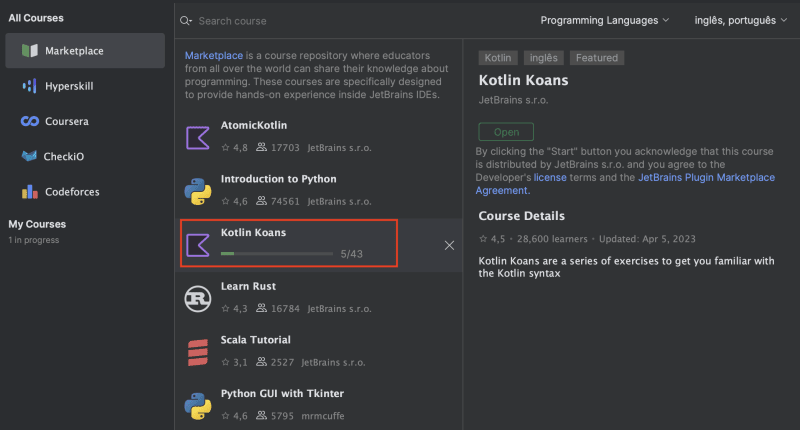 All Courses
Marketplace
Hyperskill
Coursera
CheckiO
Codeforces
My Courses
1 in progress
Search course
Programming Languages
inglês, português
Marketplace is a course repository where educators
from all over the world can share their knowledge about
programming. These courses are specifically designed
to provide hands-on experience inside JetBrains IDEs.
AtomicKotlin
4,8 17703 JetBrains s.r.o.
Introduction to Python
4,6 74561 JetBrains s.r.o.
Kotlin Koans
5/43
Learn Rust
4,3 16784 JetBrains s.r.o.
Scala Tutorial
3,1 2527 JetBrains s.r.o.
Python GUI with Tkinter
4,6 5795 mrmcuffe
Kotlin inglês Featured
Kotlin Koans
JetBrains s.r.o.
Open
By clicking the "Start" button you acknowledge that this course
is distributed by JetBrains s.r.o. and you agree to the
Developer's license terms and the JetBrains Plugin Marketplace
Agreement.
Course Details
4,5 · 28,600 learners · Updated: Apr 5, 2023
Kotlin Koans are a series of exercises to get you familiar with
the Kotlin syntax